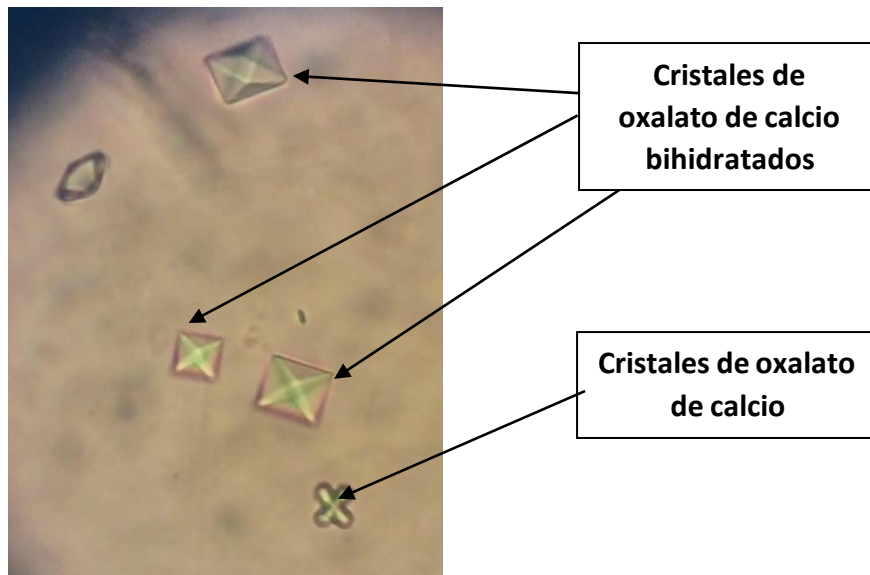 Cristales de
oxalato de calcio
bihidratados
Cristales de oxalato
de calcio